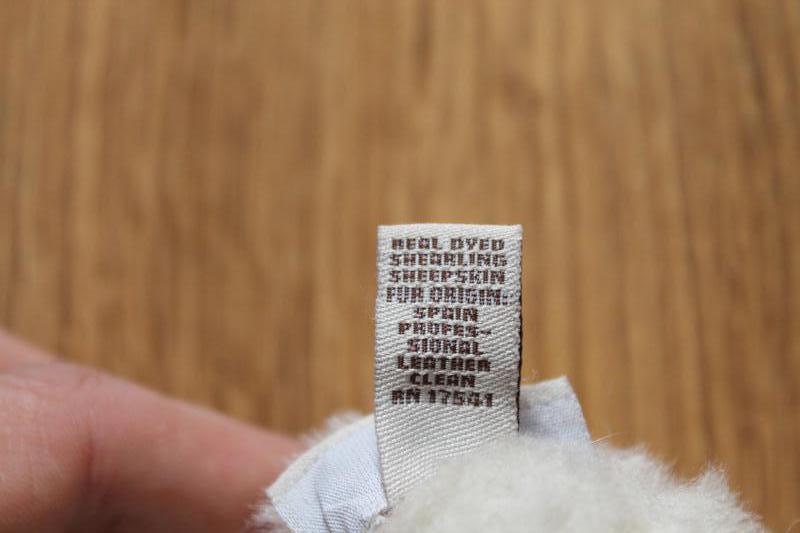 REAL DYED
SHEARLING
SHEEPSKIN
FUR ORIGIN:
SPAIN
PROFES-
SIONAL
LEATHER
CLEAN
RN 17541